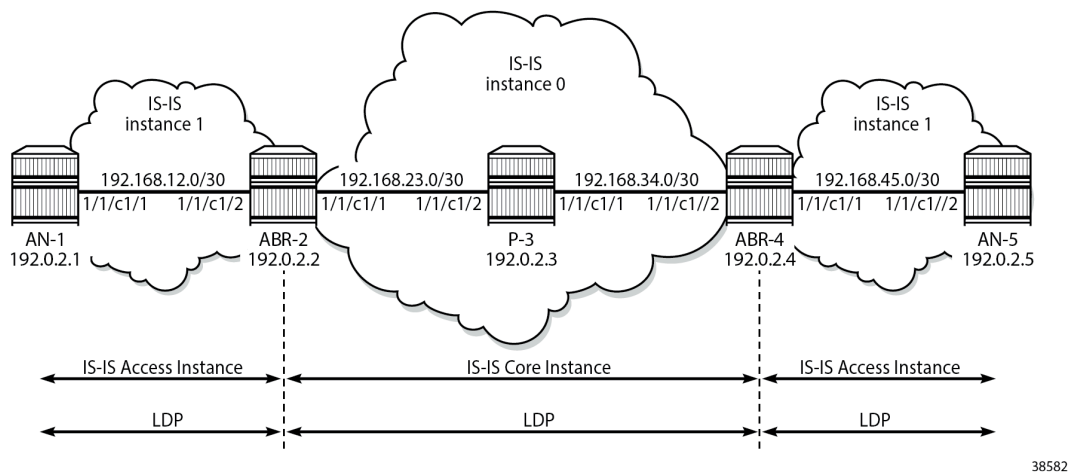 IS-IS
instance 0
IS-IS
instance 1
IS-IS
instance 1
192.168.12.0/30
192.168.23.0/30
192.168.34.0/30
192.168.45.0/30
1/1/c1/1
1/1/c1/2
1/1/c1/1
1/1/c1/2
1/1/c1/1
1/1/c1//2
1/1/c1/1
1/1/c1//2
AN-1
192.0.2.1
ABR-2
192.0.2.2
P-3
192.0.2.3
ABR-4
192.0.2.4
AN-5
192.0.2.5
IS-IS Access Instance
IS-IS Core Instance
IS-IS Access Instance
LDP
LDP
LDP
38582